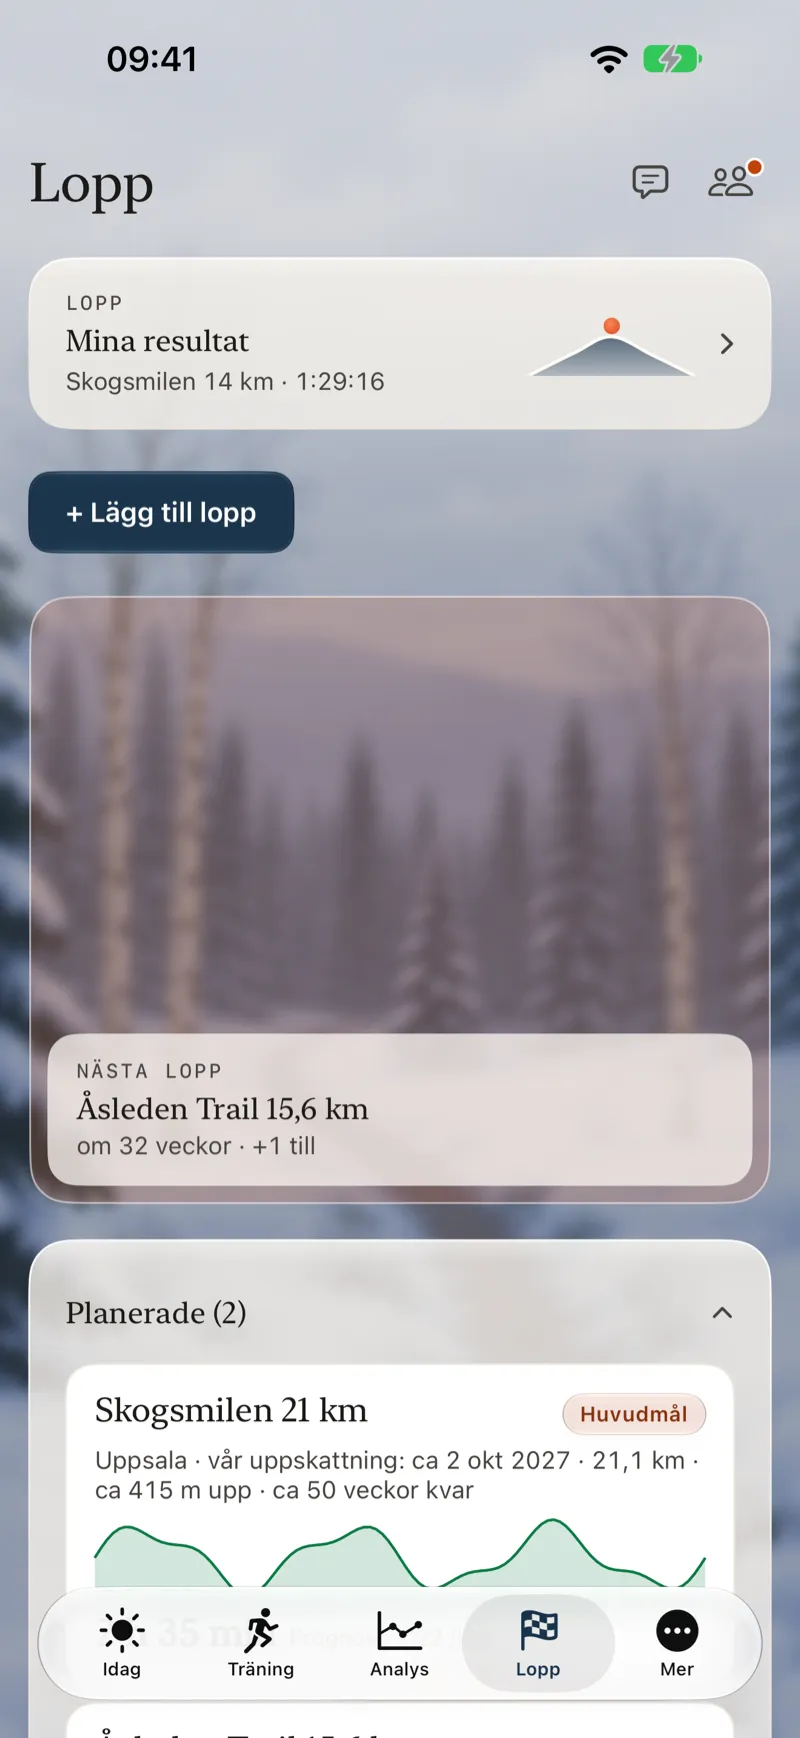 09:41
Lopp
LOPP
Mina resultat
Skogsmilen 14 km · 1:29:16
+ Lägg till lopp
NÄSTA LOPP
Åsleden Trail 15,6 km
om 32 veckor · +1 till
Planerade (2)
Skogsmilen 21 km
Huvudmål
Uppsala · vår uppskattning: ca 2 okt 2027 · 21,1 km ·
ca 415 m upp · ca 50 veckor kvar
Idag
Träning
Analys
Lopp
Mer